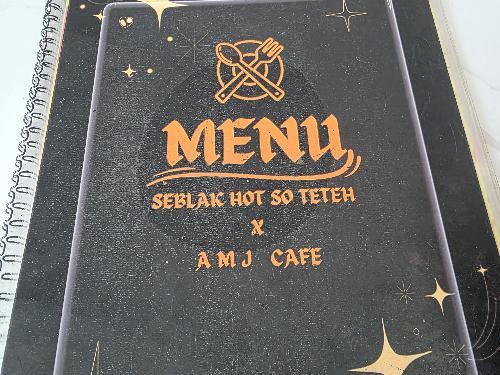 MENU
SEBLAK HOT SO TETEH
X
AMJ CAFE